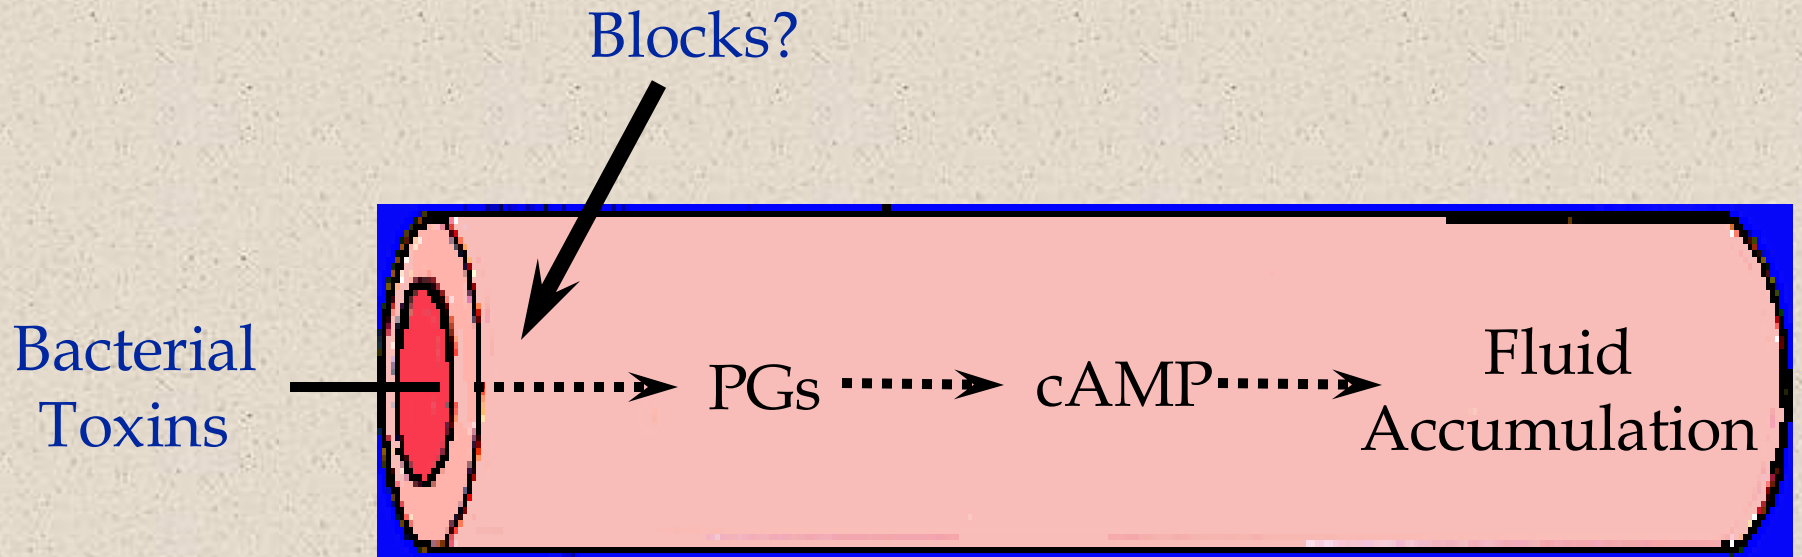 Blocks?
Bacterial
Toxins
PGs
cAMP
Fluid
Accumulation